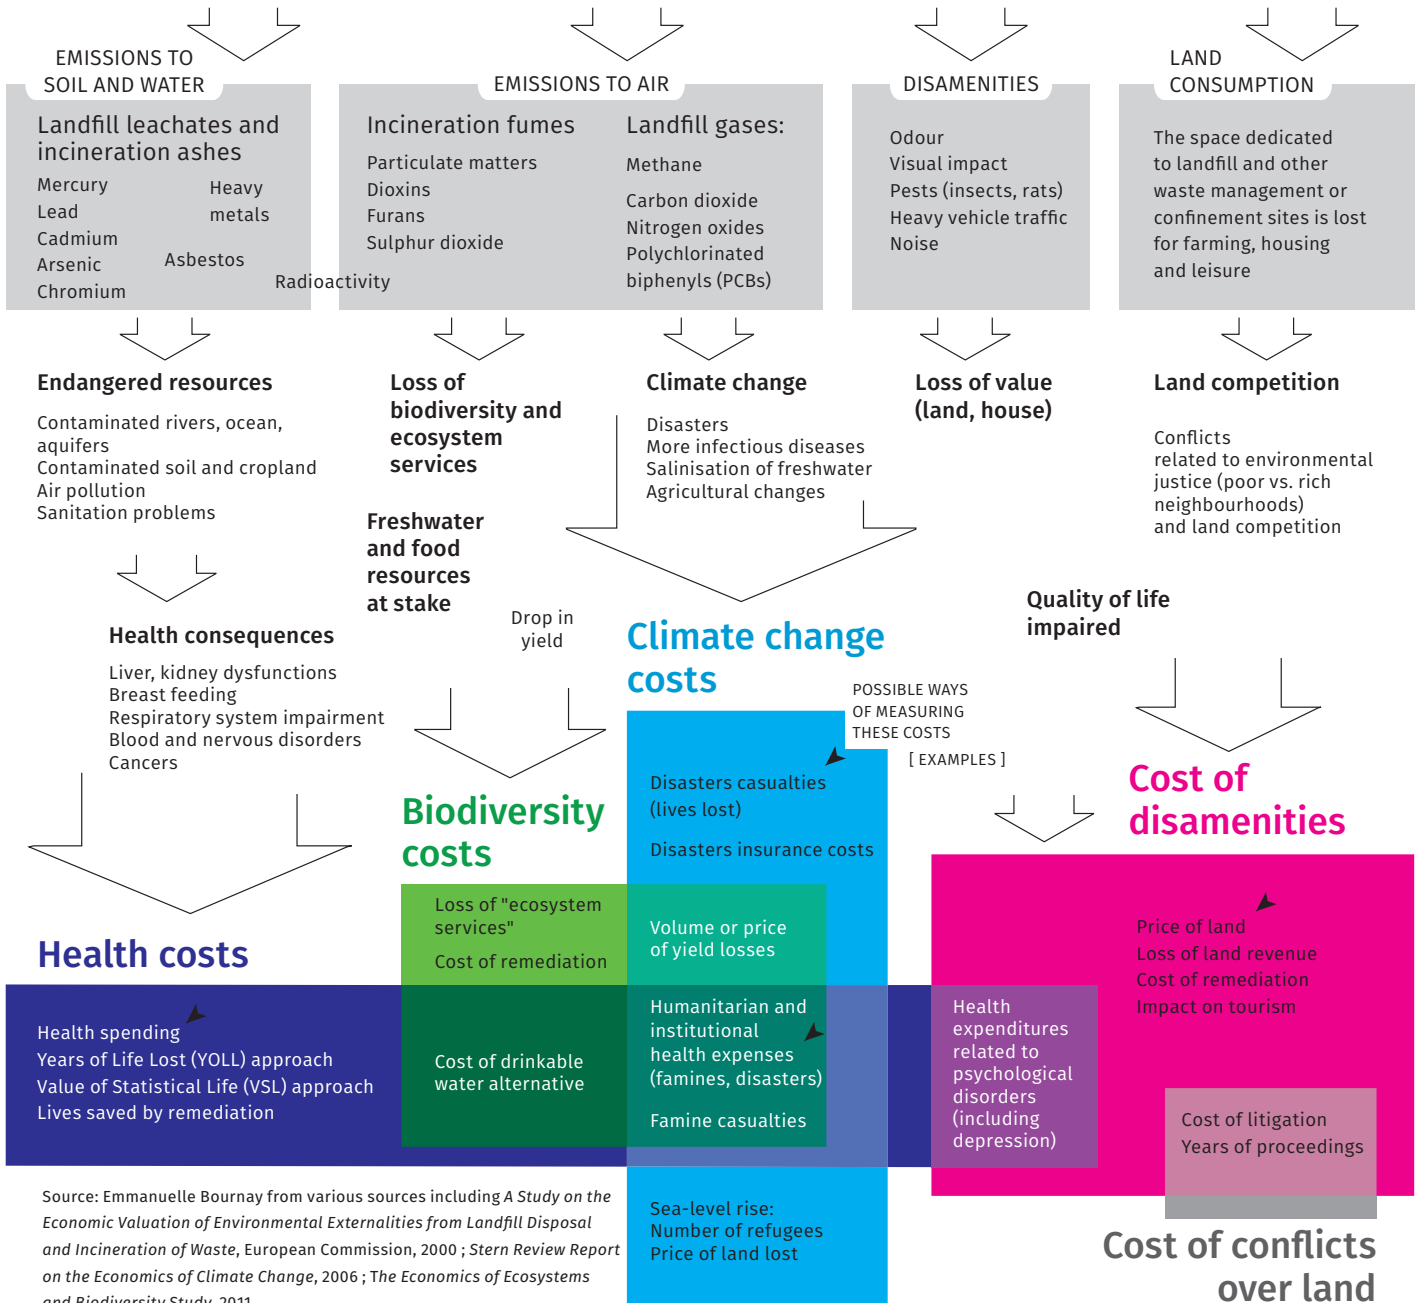 EMISSIONS TO
SOIL AND WATER
Landfill leachates and
incineration ashes
Mercury
Lead
Cadmium
Arsenic
Chromium
Heavy
metals
Asbestos
Radioactivity
EMISSIONS TO AIR
Incineration fumes
Particulate matters
Dioxins
Furans
Sulphur dioxide
Landfill gases:
Methane
Carbon dioxide
Nitrogen oxides
Polychlorinated
biphenyls (PCBs)
DISAMENITIES
Odour
Visual impact
Pests (insects, rats)
Heavy vehicle traffic
Noise
LAND
CONSUMPTION
The space dedicated
to landfill and other
waste management or
confinement sites is lost
for farming, housing
and leisure
Endangered resources
Contaminated rivers, ocean,
aquifers
Contaminated soil and cropland
Air pollution
Sanitation problems
Loss of
biodiversity and
ecosystem
services
Freshwater
and food
resources
at stake
Climate change
Disasters
More infectious diseases
Salinisation of freshwater
Agricultural changes
Loss of value
(land, house)
Land competition
Conflicts
related to environmental
justice (poor vs. rich
neighbourhoods)
and land competition
Health consequences
Liver, kidney dysfunctions
Breast feeding
Respiratory system impairment
Blood and nervous disorders
Cancers
Drop in
yield
Quality of life
impaired
Climate change
costs
POSSIBLE WAYS
OF MEASURING
THESE COSTS
[ EXAMPLES ]
Disasters casualties
(lives lost)
Disasters insurance costs
Biodiversity
costs
Loss of "ecosystem
services"
Cost of remediation
Volume or price
of yield losses
Cost of
disamenities
Price of land
Loss of land revenue
Cost of remediation
Impact on tourism
Health costs
Health spending
Years of Life Lost (YOLL) approach
Value of Statistical Life (VSL) approach
Lives saved by remediation
Cost of drinkable
water alternative
Humanitarian and
institutional
health expenses
(famines, disasters)
Famine casualties
Health
expenditures
related to
psychological
disorders
(including
depression)
Cost of litigation
Years of proceedings
Sea-level rise:
Number of refugees
Price of land lost
Cost of conflicts
over land
Source: Emmanuelle Bournay from various sources including A Study on the
Economic Valuation of Environmental Externalities from Landfill Disposal
and Incineration of Waste, European Commission, 2000 ; Stern Review Report
on the Economics of Climate Change, 2006 ; The Economics of Ecosystems
and Biodiversity Study, 2011